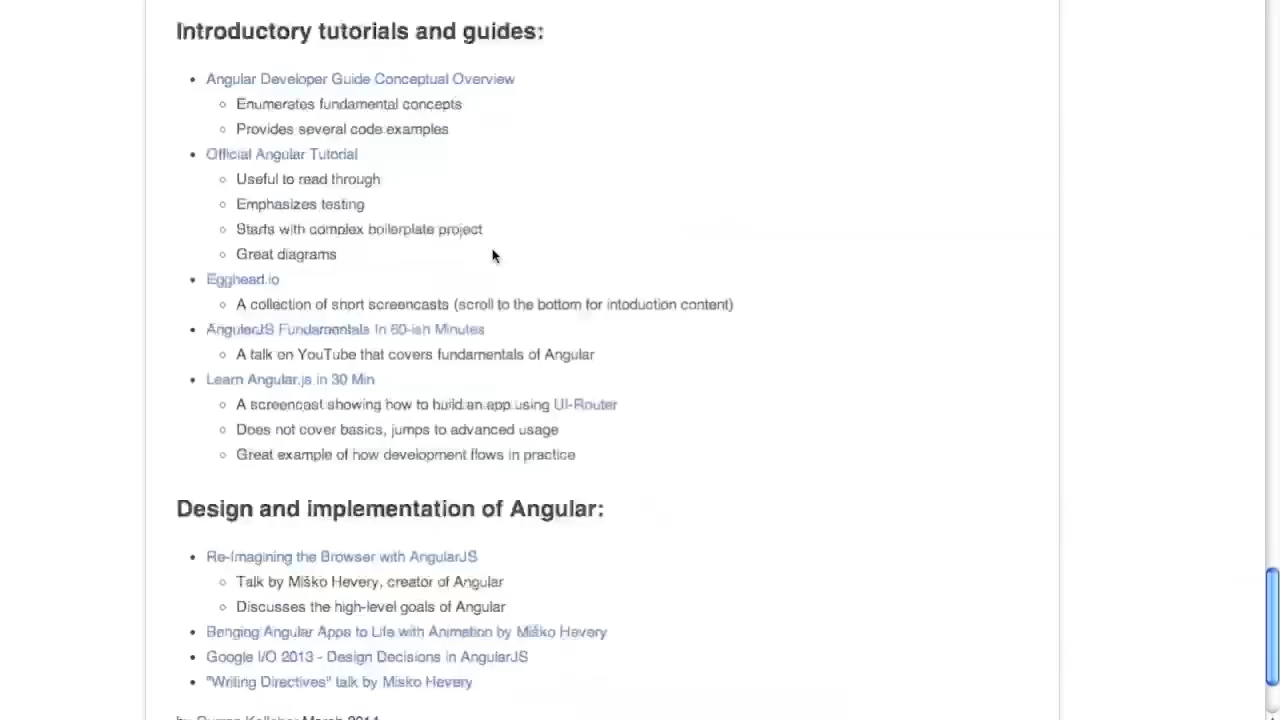 Introductory tutorials and guides:
Angular Developer Guide Conceptual Overview
Enumerates fundamental concepts
Provides several code examples
Official Angular Tutorial
Useful to read through
Emphasizes testing
Starts with complex boilerplate project
Great diagrams
Egghead.io
A collection of short screencasts (scroll to the bottom for intoduction content)
AngularJS Fundamentals In 60-ish Minutes
A talk on YouTube that covers fundamentals of Angular
Learn Angular.js in 30 Min
A screencast showing how to build an app using UI-Router
Does not cover basics, jumps to advanced usage
Great example of how development flows in practice
Design and implementation of Angular:
Re-Imagining the Browser with AngularJS
Talk by Miško Hevery, creator of Angular
Discusses the high-level goals of Angular
Bringing Angular Apps to Life with Animation by Miško Hevery
Google I/O 2013 - Design Decisions in AngularJS
"Writing Directives" talk by Misko Hevery
by Curran Kelleher March 2014